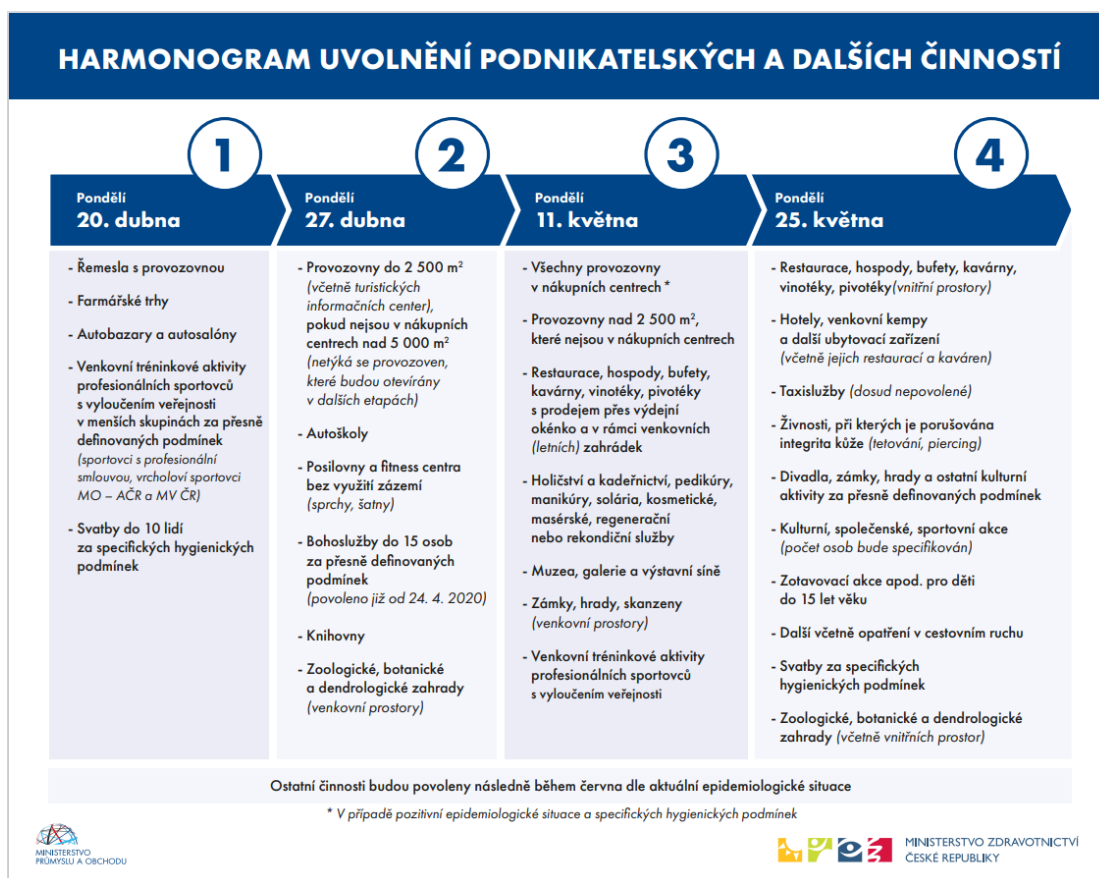 HARMONOGRAM UVOLNĚNÍ PODNIKATELSKÝCH A DALŠÍCH ČINNOSTÍ
1
Pondělí
20. dubna
- Řemesla s provozovnou
- Farmářské trhy
- Autobazary a autosalóny
- Venkovní tréninkové aktivity
profesionálních sportovců
s vyloučením veřejnosti
v menších skupinách za přesně
definovaných podmínek
(sportovci s profesionální
smlouvou, vrcholoví sportovci
MO – AČR a MV ČR)
- Svatby do 10 lidí
za specifických hygienických
podmínek
2
Pondělí
27. dubna
- Provozovny do 2 500 m²
(včetně turistických
informačních center),
pokud nejsou v nákupních
centrech nad 5 000 m²
(netýká se provozoven,
které budou otevírány
v dalších etapách)
- Autoškoly
- Posilovny a fitness centra
bez využití zázemí
(sprchy, šatny)
- Bohoslužby do 15 osob
za přesně definovaných
podmínek
(povoleno již od 24. 4. 2020)
- Knihovny
- Zoologické, botanické
a dendrologické zahrady
(venkovní prostory)
3
Pondělí
11. května
- Všechny provozovny
v nákupních centrech *
- Provozovny nad 2 500 m²,
které nejsou v nákupních centrech
- Restaurace, hospody, bufety,
kavárny, vinotéky, pivotéky
s prodejem přes výdejní
okénko a v rámci venkovních
(letních) zahrádek
- Holičství a kadeřnictví, pedikúry,
manikúry, solária, kosmetické,
masérské, regenerační
nebo rekondiční služby
- Muzea, galerie a výstavní síně
- Zámky, hrady, skanzeny
(venkovní prostory)
- Venkovní tréninkové aktivity
profesionálních sportovců
s vyloučením veřejnosti
4
Pondělí
25. května
- Restaurace, hospody, bufety, kavárny,
vinotéky, pivotéky(vnitřní prostory)
- Hotely, venkovní kempy
a další ubytovací zařízení
(včetně jejich restaurací a kaváren)
- Taxislužby (dosud nepovolené)
- Živnosti, při kterých je porušována
integrita kůže (tetování, piercing)
- Divadla, zámky, hrady a ostatní kulturní
aktivity za přesně definovaných podmínek
- Kulturní, společenské, sportovní akce
(počet osob bude specifikován)
- Zotavovací akce apod. pro děti
do 15 let věku
- Další včetně opatření v cestovním ruchu
- Svatby za specifických
hygienických podmínek
- Zoologické, botanické a dendrologické
zahrady (včetně vnitřních prostor)
Ostatní činnosti budou povoleny následně během června dle aktuální epidemiologické situace
* V případě pozitivní epidemiologické situace a specifických hygienických podmínek
MINISTERSTVO
PRŮMYSLU A OBCHODU
MINISTERSTVO ZDRAVOTNICTVÍ
ČESKÉ REPUBLIKY